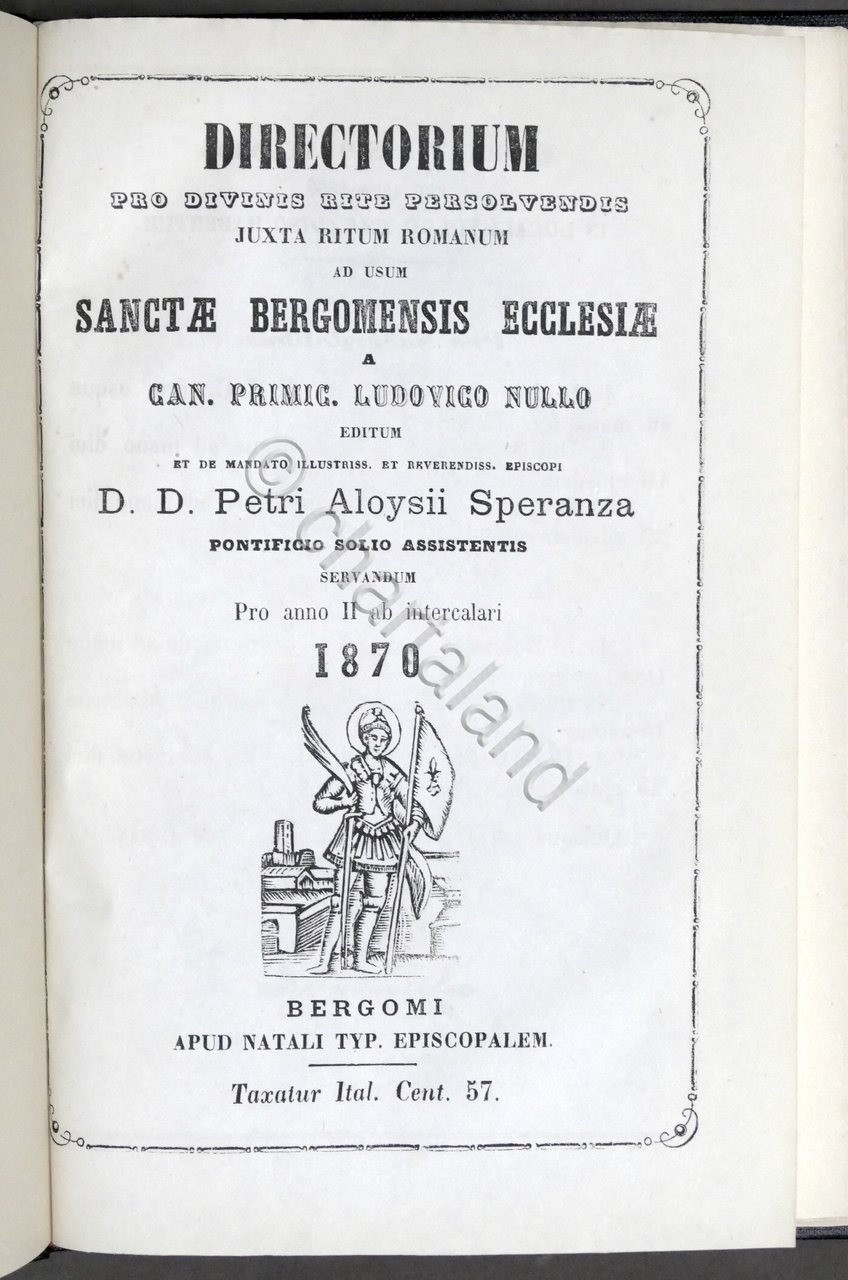 DIRECTORIUM
PRO DIVINIS RITE PERSOLVENDIS
JUXTA RITUM ROMANUM
AD USUM
SANCTÆ BERGOMENSIS ECCLESIÆ
A
CAN. PRIMIC. LUDOVICO NULLO
EDITUM
ET DE MANDATO ILLUSTRISS. ET REVERENDISS. EPISCOPI
D. D. Petri Aloysii Speranza
PONTIFICIO SOLIO ASSISTENTIS
SERVANDUM
Pro anno II ab intercalari
1870
BERGOMI
APUD NATALI TYP. EPISCOPALEM.
Taxatur Ital. Cent. 57.
© chartaland